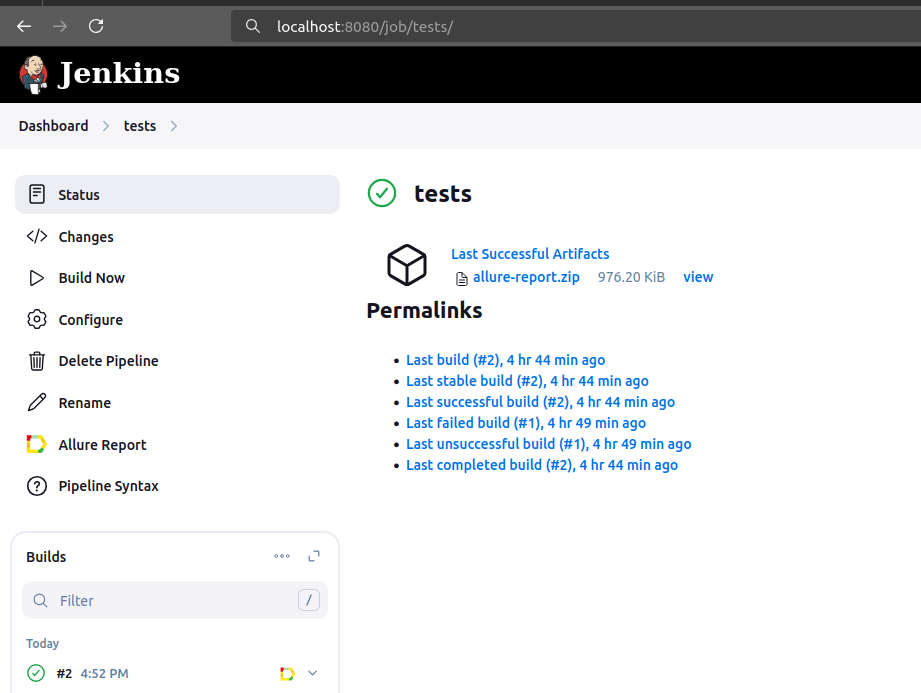 localhost:8080/job/tests/
Jenkins
Dashboard > tests >
Status
Changes
Build Now
Configure
Delete Pipeline
Rename
Allure Report
Pipeline Syntax
Builds
Filter /
Today
#2 4:52 PM
tests
Last Successful Artifacts
allure-report.zip 976.20 KiB view
Permalinks
Last build (#2), 4 hr 44 min ago
Last stable build (#2), 4 hr 44 min ago
Last successful build (#2), 4 hr 44 min ago
Last failed build (#1), 4 hr 49 min ago
Last unsuccessful build (#1), 4 hr 49 min ago
Last completed build (#2), 4 hr 44 min ago